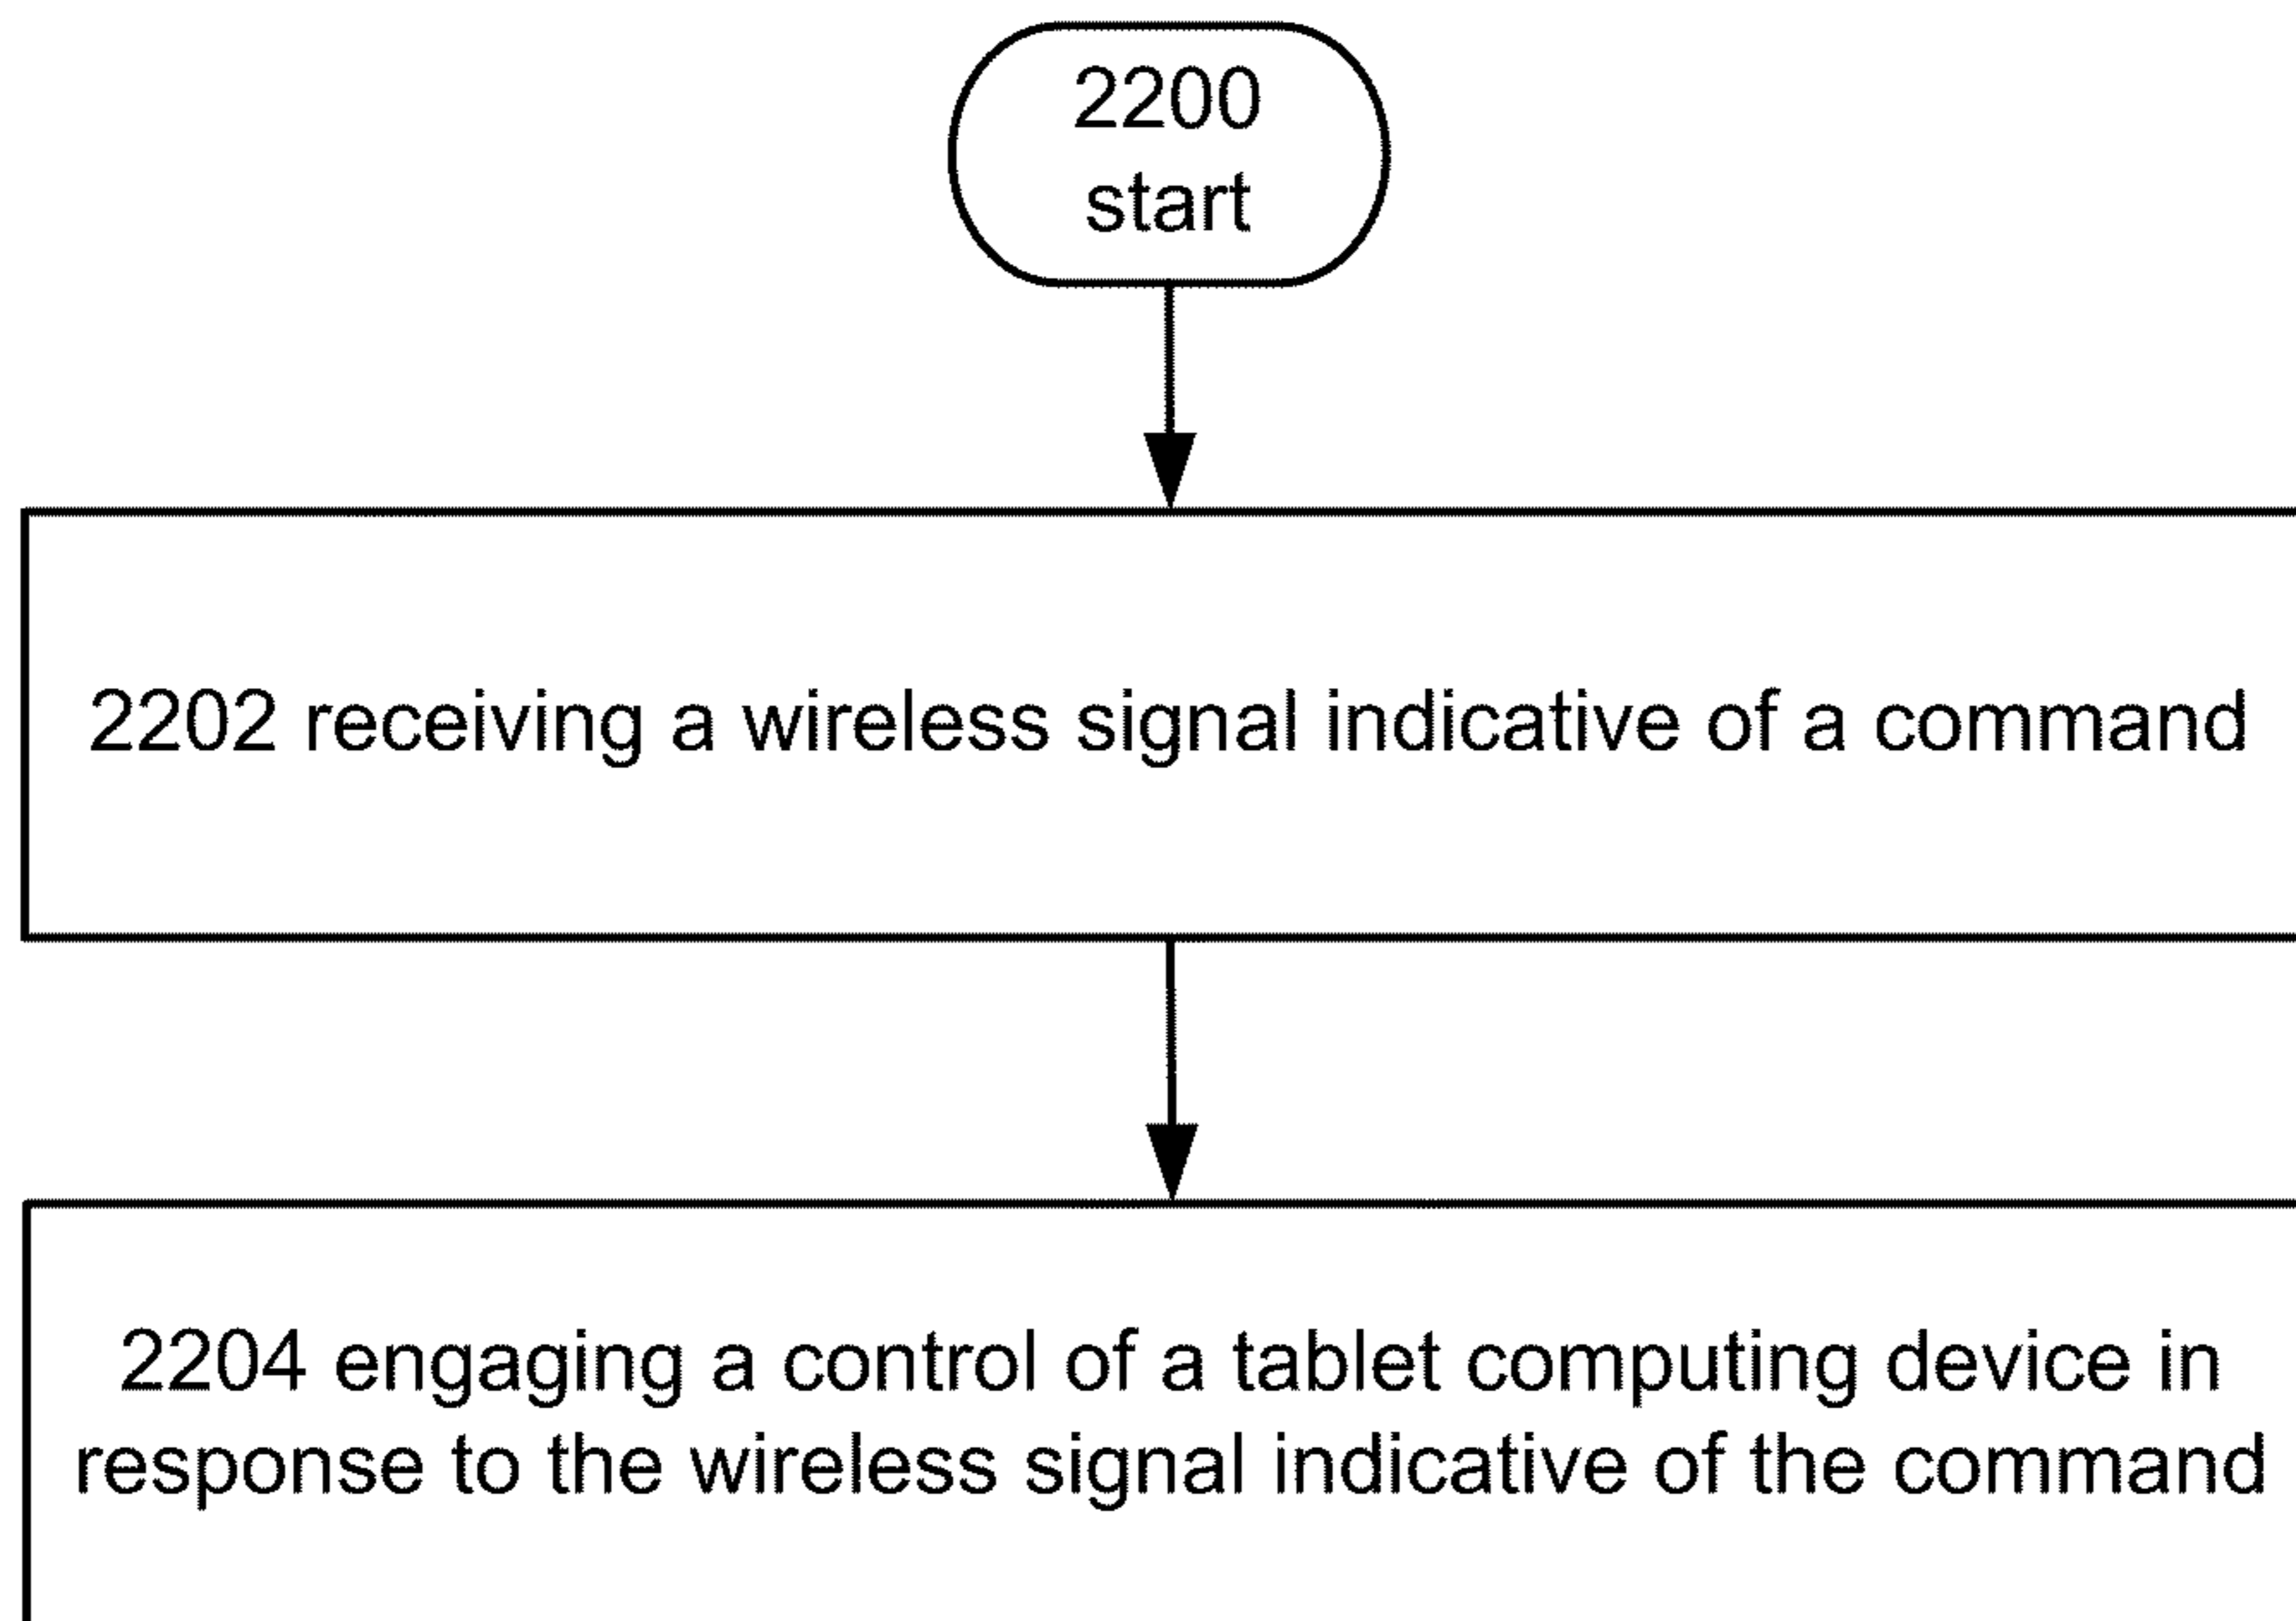 2200
start
2202 receiving a wireless signal indicative of a command
2204 engaging a control of a tablet computing device in
response to the wireless signal indicative of the command